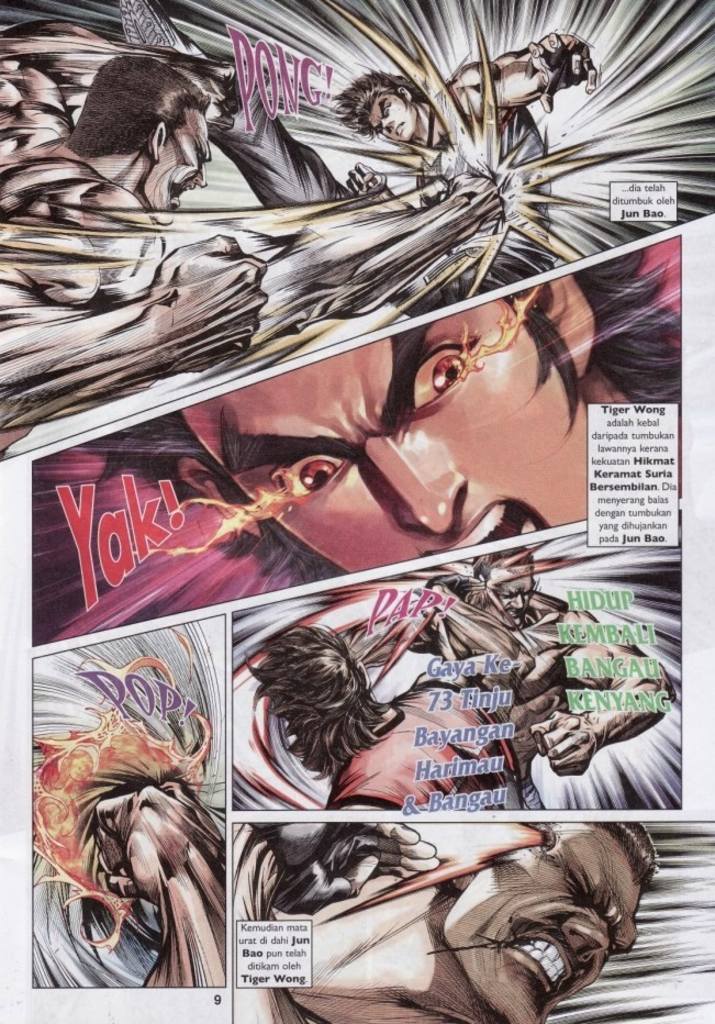 PONG!
...dia telah
ditumbuk oleh
Jun Bao.
Tiger Wong
adalah kebal
daripada tumbukan
lawannya kerana
kekuatan Hikmat
Keramat Suria
Bersembilan. Dia
menyerang balas
dengan tumbukan
yang dihujankan
pada Jun Bao.
Yak!
POP!
PAP!
Gaya Ke-
73 Tinju
Bayangan
Harimau
& Bangau
HIDUP
KEMBALI
BANGAU
KENYANG
Kemudian mata
urat di dahi Jun
Bao pun telah
ditikam oleh
Tiger Wong.
9